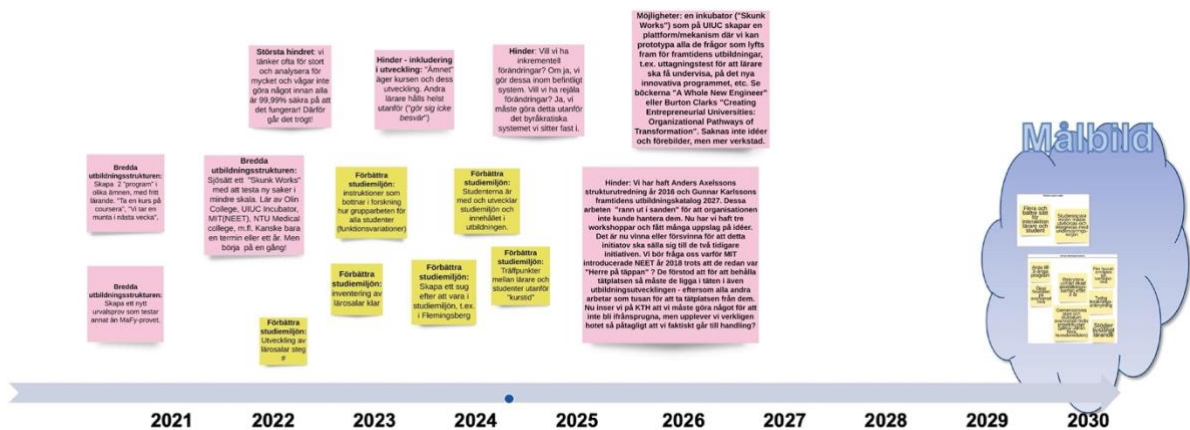 Största hindret: vi
tänker ofta för stort
och analysera för
mycket och vågar inte
göra något innan alla
är 99,99% säkra på att
det fungerar! Därför
går det trögt!
Hinder - inkludering
i utveckling: "Ämnet"
äger kursen och dess
utveckling. Andra
lärare hålls helst
utanför ("gör sig icke
besvär")
Hinder: Vill vi ha
inkrementell
förändringar? Om ja, vi
gör dessa inom befintligt
system. Vill vi ha rejäla
förändringar? Ja, vi
måste göra detta utanför
det byråkratiska
systemet vi sitter fast i.
Möjligheter: en inkubator ("Skunk
Works") som på UIUC skapar en
plattform/mekanism där vi kan
prototypa alla de frågor som lyfts
fram för framtidens utbildningar,
t.ex. uttagningstest för att lärare
ska få undervisa, på det nya
innovativa programmet, etc. Se
böckerna "A Whole New Engineer"
eller Burton Clarks "Creating
Entrepreneurial Universities:
Organizational Pathways of
Transformation". Saknas inte idéer
och förebilder, men mer verkstad.
Målbild
Bredda
utbildningsstrukturen:
Skapa 2 "program" i
olika ämnen, med fritt
lärande. "Ta en kurs på
coursera", "Vi tar en
munta i nästa vecka".
Bredda
utbildningsstrukturen:
Sjösätt ett "Skunk Works"
med att testa ny saker i
mindre skala. Lär av Olin
College, UIUC Incubator,
MIT(NEET), NTU Medical
college, m.fl. Kanske bara
en termin eller ett år. Men
börja på en gång!
Förbättra
studiemiljön:
instruktioner som
bottnar i forskning
hur grupparbeten för
alla studenter
(funktionsvariationer)
Förbättra
studiemiljön:
Studenterna är
med och utvecklar
studiemiljön och
innehållet i
utbildningen.
Hinder: Vi har haft Anders Axelssons
strukturutredning år 2016 och Gunnar Karlssons
framtidens utbildningskatalog 2027. Dessa
arbeten "rann ut i sanden" för att organisationen
inte kunde hantera dem. Nu har vi haft tre
workshoppar och fått många uppslag på idéer.
Det är nu vinna eller försvinna för att detta
initiativ ska sälla sig till de två tidigare
initiativen. Vi bör fråga oss varför MIT
introducerade NEET år 2018 trots att de redan var
"Herre på täppan" ? De förstod att för att behålla
tätplatsen så måste de ligga i täten i även
utbildningsutvecklingen - eftersom alla andra
arbetar som tusan för att ta tätplatsen från dem.
Nu inser vi på KTH att vi måste göra något för att
inte bli ifrånsprugna, men upplever vi verkligen
hotet så påtagligt att vi faktiskt går till handling?
Bredda
utbildningsstrukturen:
Skapa ett nytt
urvalsprov som testar
annat än MaFy-provet.
Förbättra
studiemiljön:
Utveckling av
lärosalar steg
Förbättra
studiemiljön:
inventering av
lärosalar klar
Förbättra
studiemiljön:
Skapa ett sug
efter att vara i
studiemiljön, t.ex.
i Flemingsberg
Förbättra
studiemiljön:
Träffpunkter
mellan lärare och
studenter utanför
"kurstid"
Flera och
bättre sätt
för
interaktion
lärare och
student
Stödjer
livslångt
lärande
2021 2022 2023 2024 2025 2026 2027 2028 2029 2030